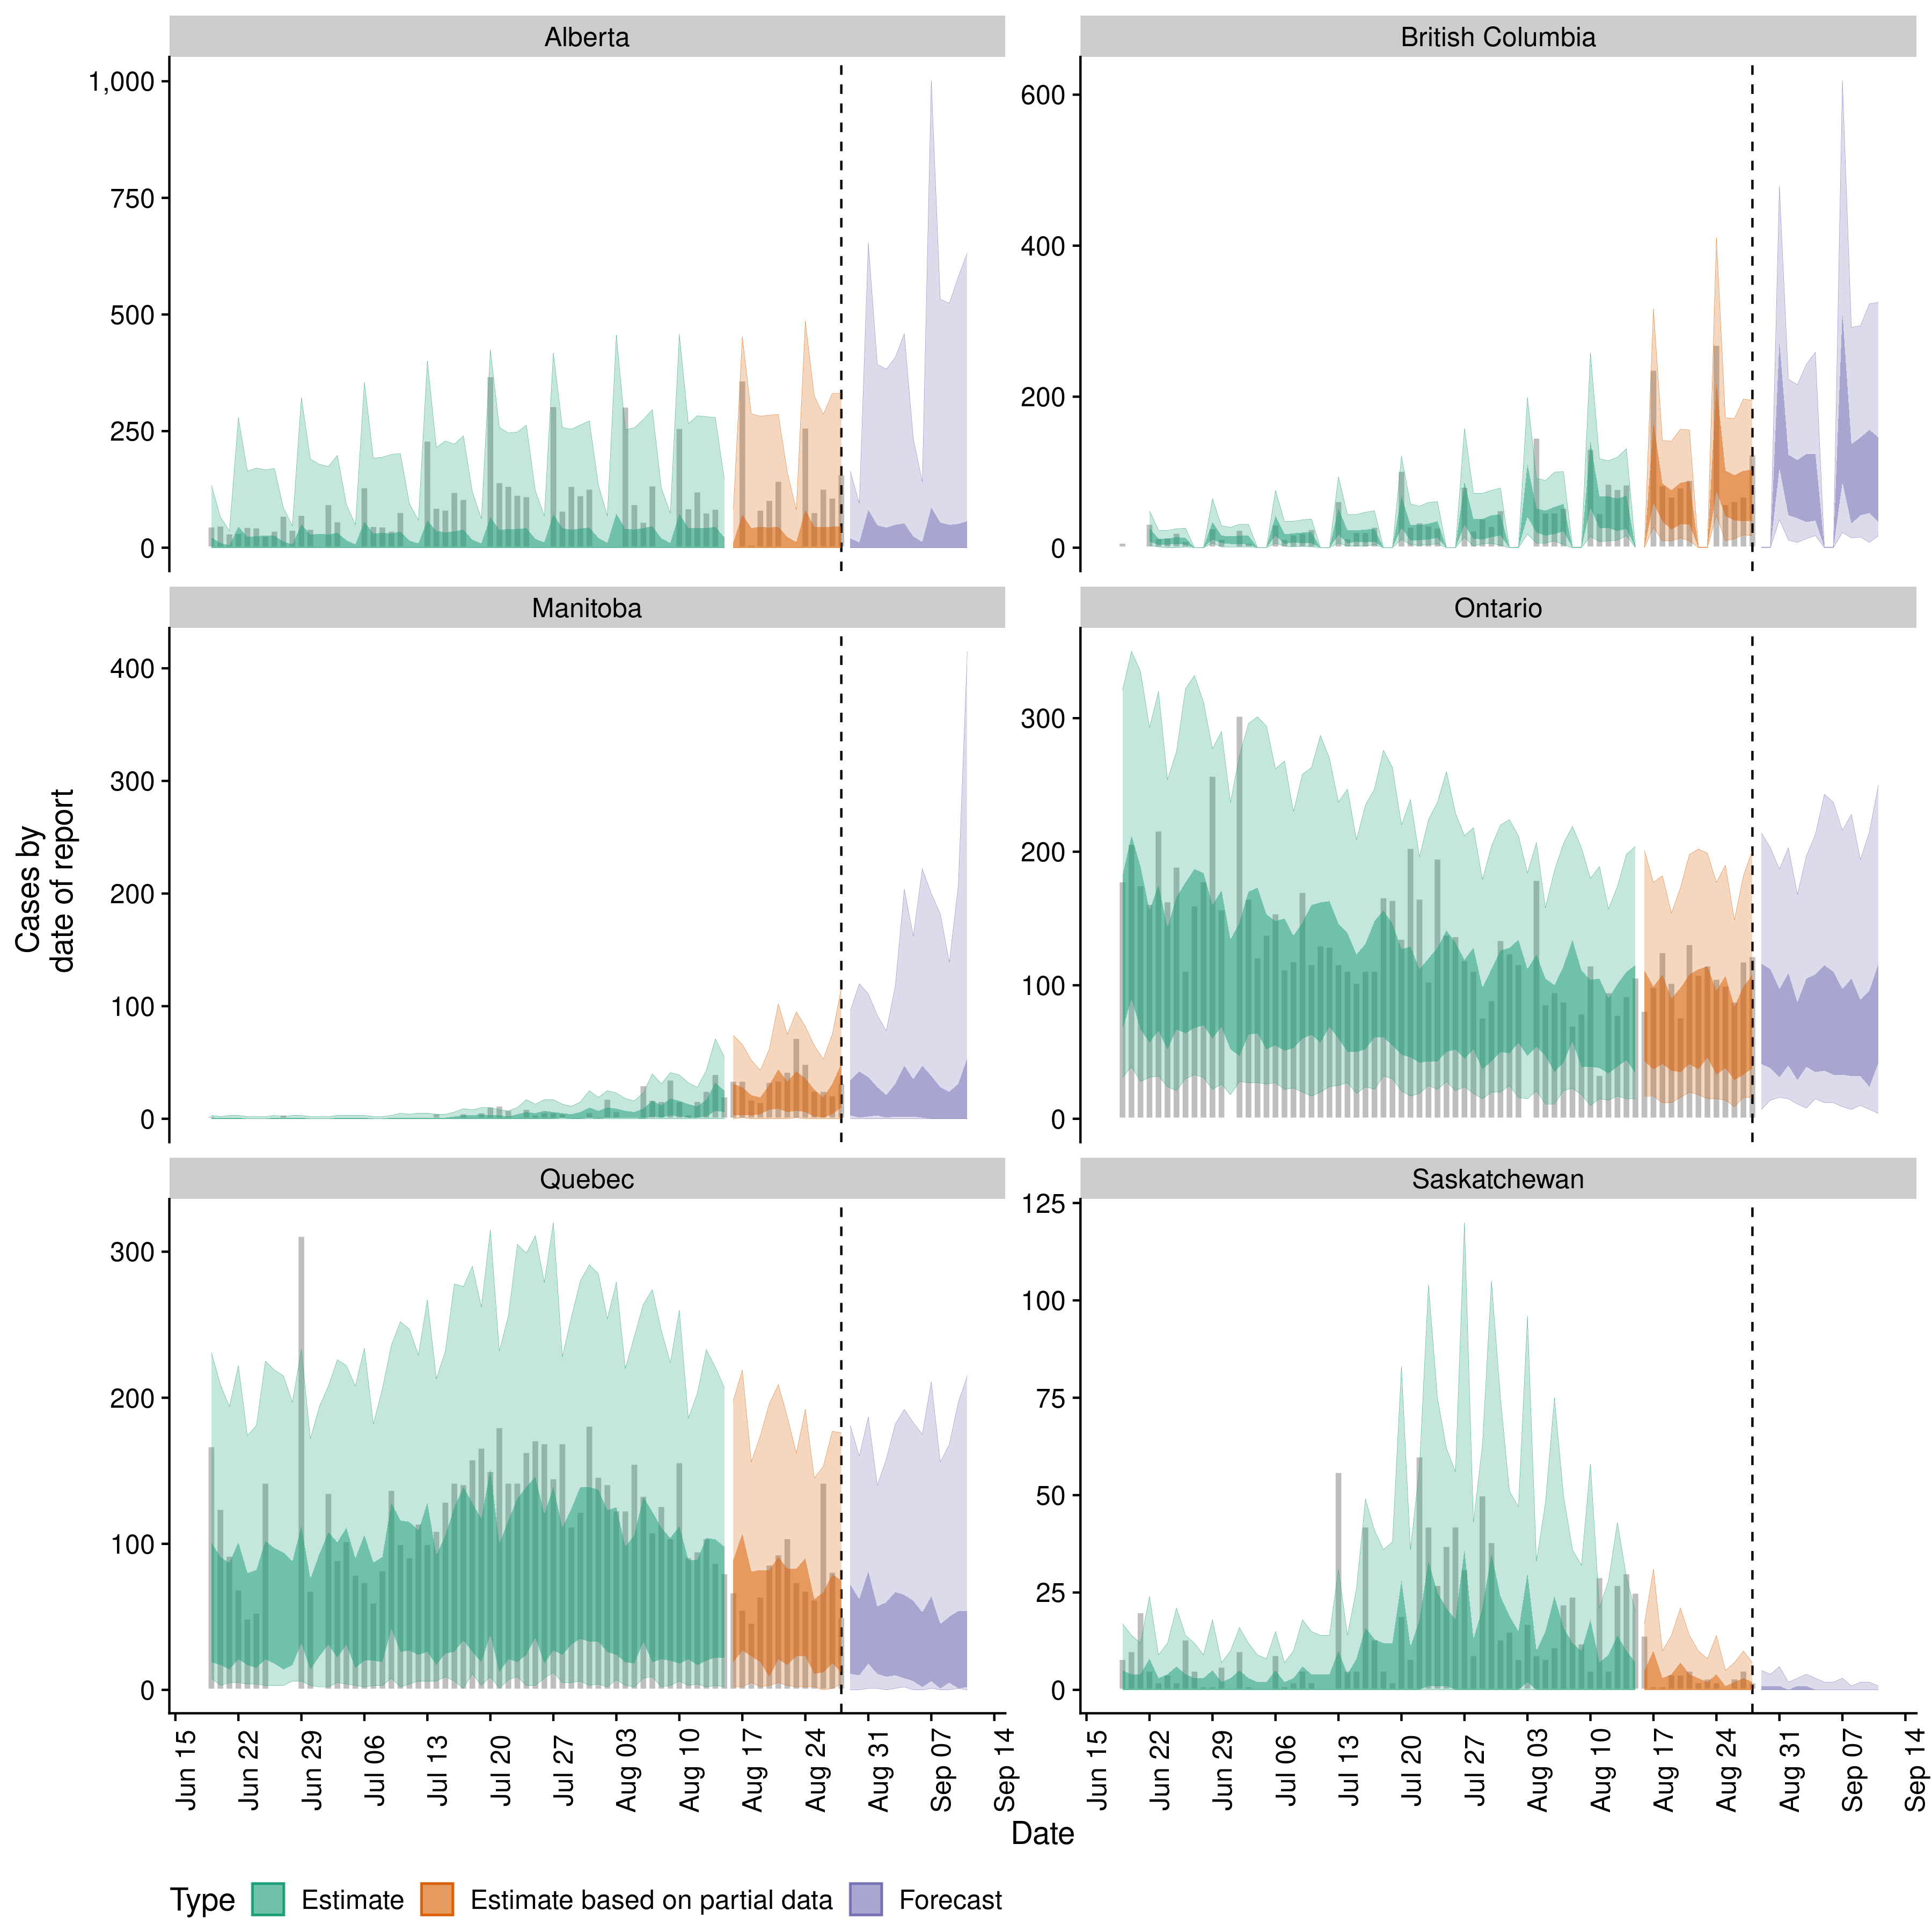 Alberta
British Columbia
1,000
750
500
250
0
600
400
200
0
Manitoba
Ontario
400
300
200
100
0
300
200
100
0
Cases by
date of report
Quebec
Saskatchewan
300
200
100
0
125
100
75
50
25
0
Jun 15
Jun 22
Jun 29
Jul 06
Jul 13
Jul 20
Jul 27
Aug 03
Aug 10
Aug 17
Aug 24
Aug 31
Sep 07
Sep 14
Jun 15
Jun 22
Jun 29
Jul 06
Jul 13
Jul 20
Jul 27
Aug 03
Aug 10
Aug 17
Aug 24
Aug 31
Sep 07
Sep 14
Date
Type Estimate Estimate based on partial data Forecast